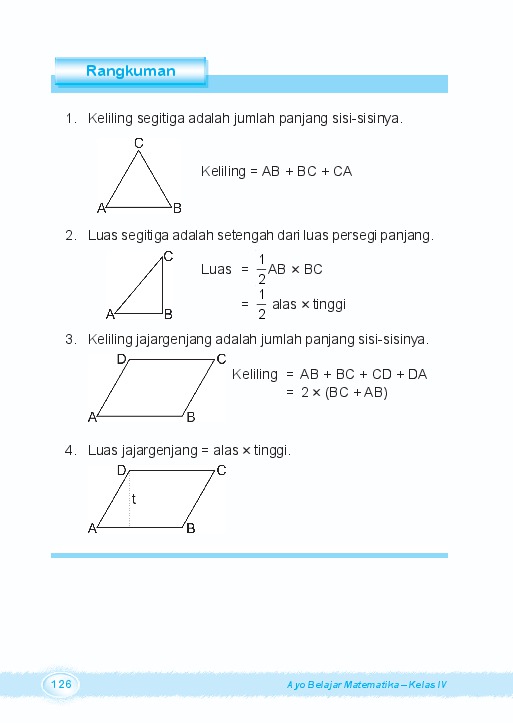 Rangkuman
1. Keliling segitiga adalah jumlah panjang sisi-sisinya.
C
Keliling = AB + BC + CA
A B
2. Luas segitiga adalah setengah dari luas persegi panjang.
C
Luas = 1/2 AB × BC
= 1/2 alas × tinggi
A B
3. Keliling jajargenjang adalah jumlah panjang sisi-sisinya.
D C
Keliling = AB + BC + CD + DA
= 2 × (BC + AB)
A B
4. Luas jajargenjang = alas × tinggi.
D C
t
A B
126 Ayo Belajar Matematika – Kelas IV